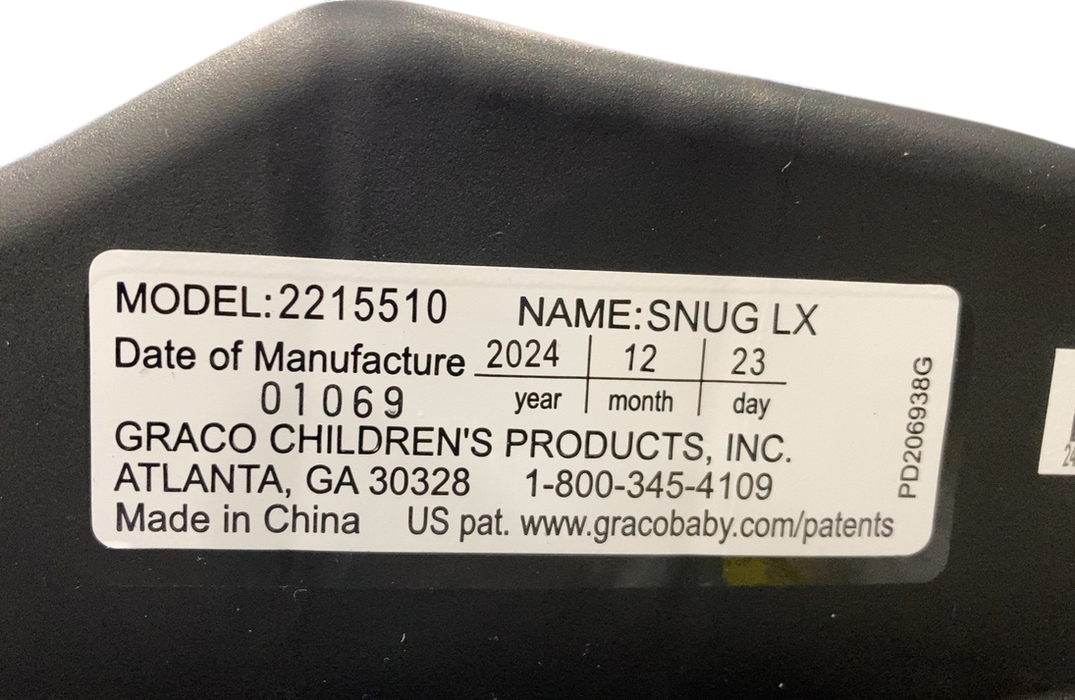 MODEL:2215510 NAME:SNUG LX
Date of Manufacture 2024 12 23
01069 year month day
GRACO CHILDREN'S PRODUCTS, INC.
ATLANTA, GA 30328 1-800-345-4109
Made in China US pat. www.gracobaby.com/patents
PD206938G
24